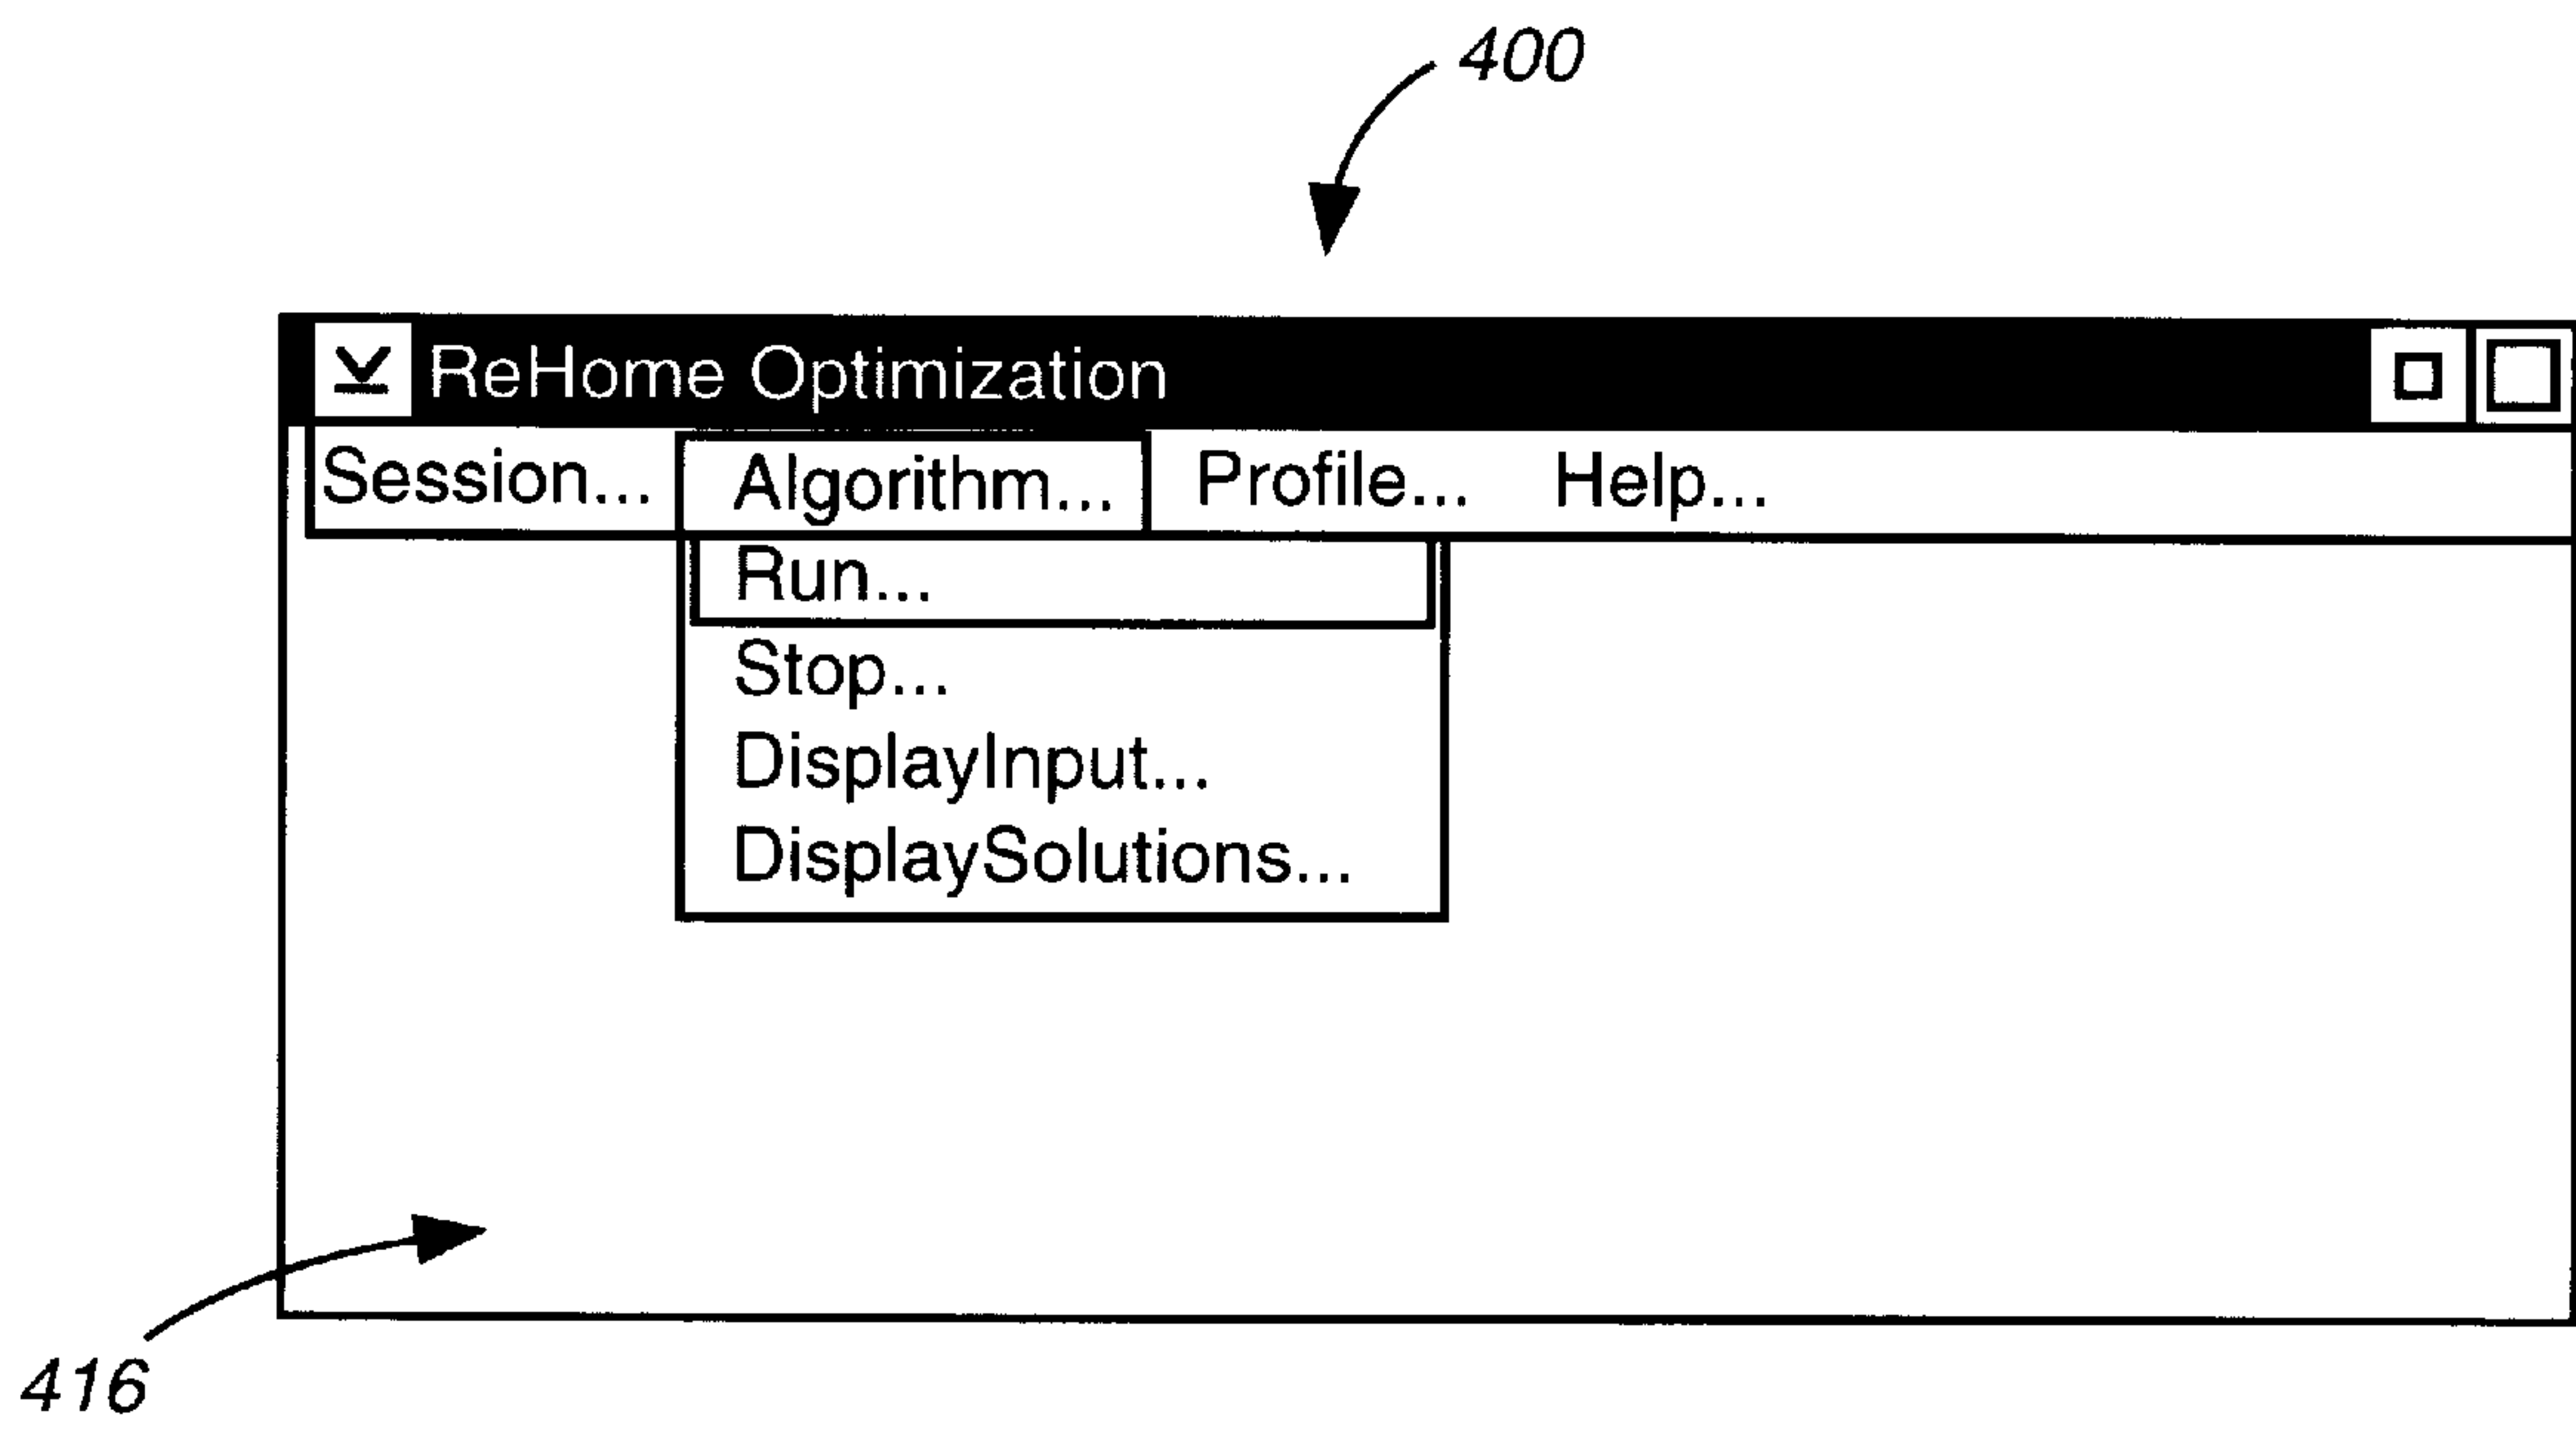 400
ReHome Optimization
Session... Algorithm... Profile... Help...
Run...
Stop...
DisplayInput...
DisplaySolutions...
416